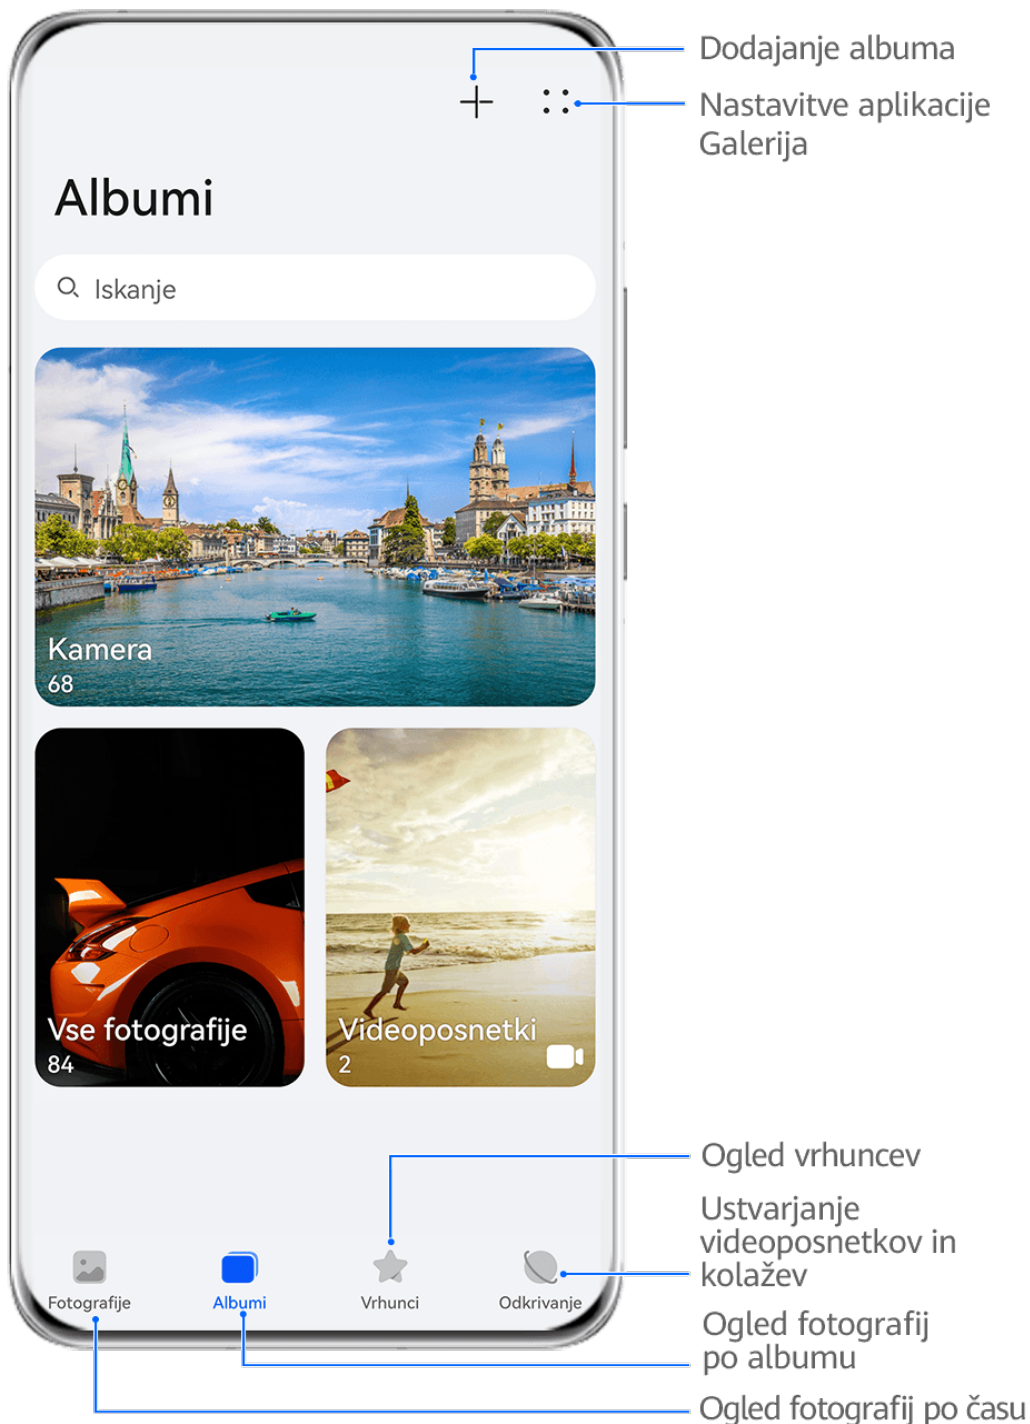 Dodajanje albuma
Nastavitve aplikacije
Galerija
Albumi
Iskanje
Kamera
68
Vse fotografije
84
Videoposnetki
2
Ogled vrhuncev
Ustvarjanje
videoposnetkov in
kolažev
Fotografije
Albumi
Vrhunci
Odkrivanje
Ogled fotografij
po albumu
Ogled fotografij po času